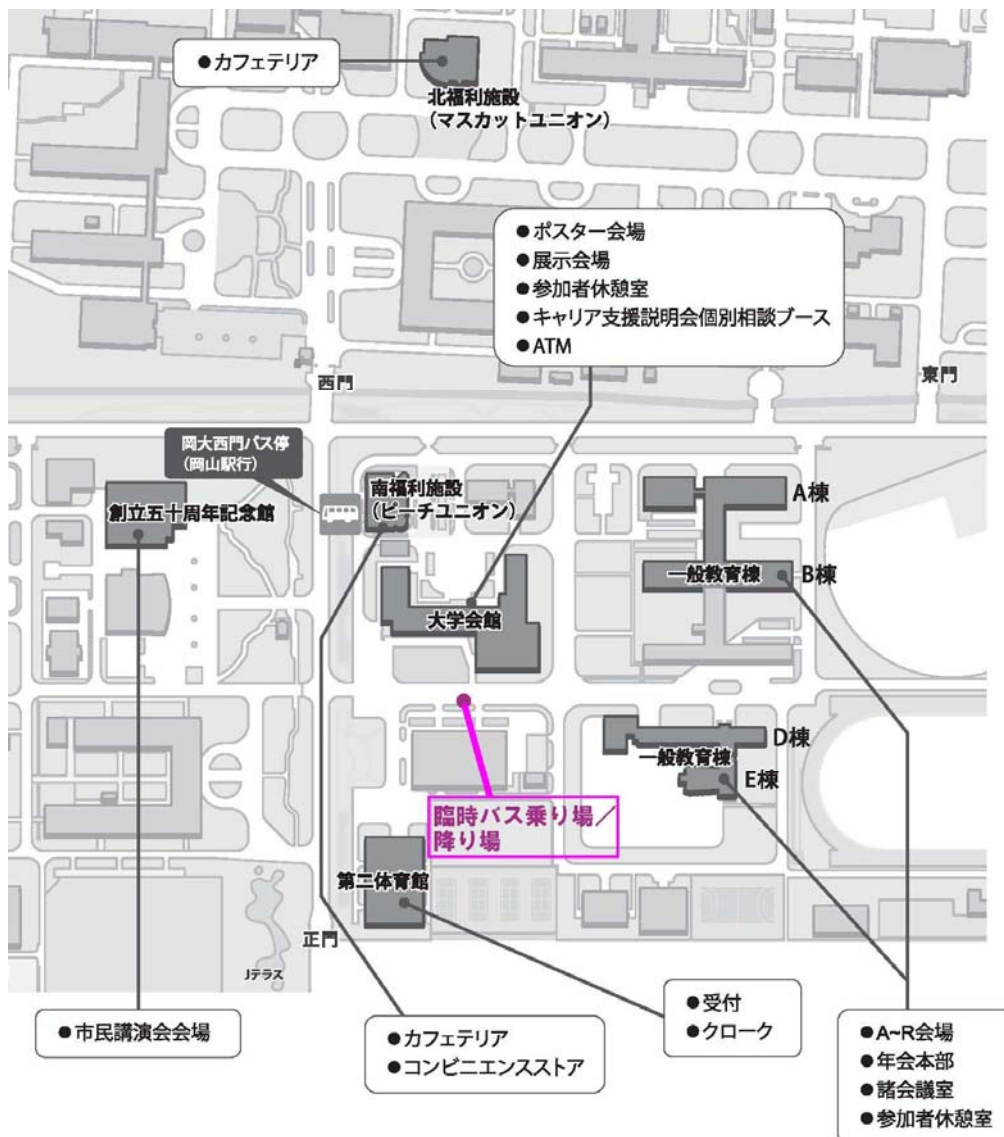 ●カフェテリア
北福利施設
(マスカットユニオン)
●ポスター会場
●展示会場
●参加者休憩室
●キャリア支援説明会個別相談ブース
●ATM
西門
東門
岡大西門バス停
(岡山駅行)
南福利施設
(ピーチユニオン)
創立五十周年記念館
A棟
一般教育棟
B棟
大学会館
D棟
一般教育棟
E棟
臨時バス乗り場／
降り場
第二体育館
正門
Jテラス
●市民講演会会場
●カフェテリア
●コンビニエンスストア
●受付
●クローク
●A~R会場
●年会本部
●諸会議室
●参加者休憩室